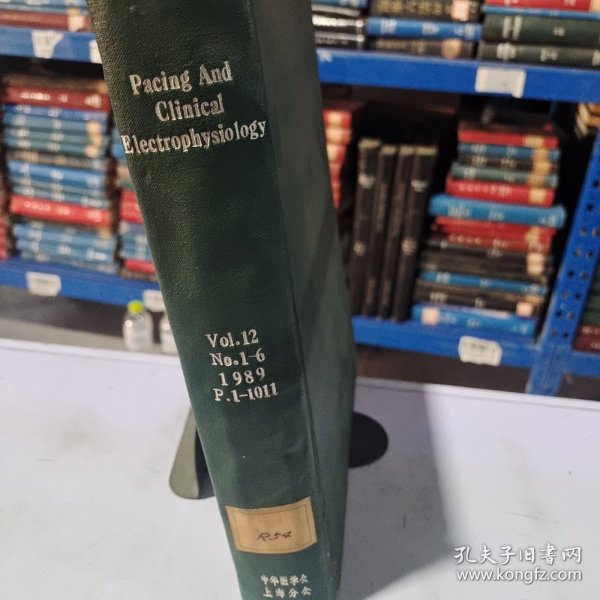 Pacing And
Clinical
Electrophysiology
Vol.12
No.1-6
1989
P.1-1011
R54
中华医学会
上海分会
孔夫子旧书网
www.kongfz.com